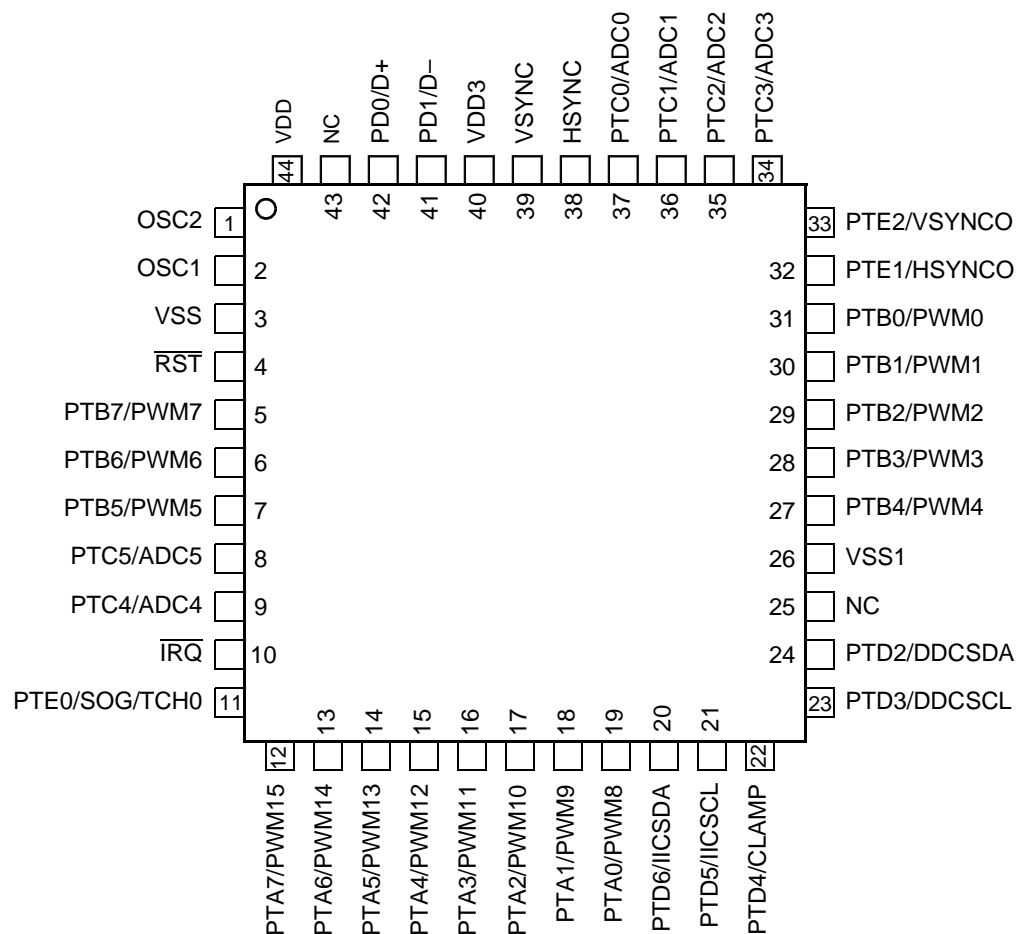 VDD
NC
PD0/D+
PD1/D–
VDD3
VSYNC
HSYNC
PTC0/ADC0
PTC1/ADC1
PTC2/ADC2
PTC3/ADC3
44
43
42
41
40
39
38
37
36
35
34
OSC2 1
OSC1 2
VSS 3
RST 4
PTB7/PWM7 5
PTB6/PWM6 6
PTB5/PWM5 7
PTC5/ADC5 8
PTC4/ADC4 9
IRQ 10
PTE0/SOG/TCH0 11
33 PTE2/VSYNCO
32 PTE1/HSYNCO
31 PTB0/PWM0
30 PTB1/PWM1
29 PTB2/PWM2
28 PTB3/PWM3
27 PTB4/PWM4
26 VSS1
25 NC
24 PTD2/DDCSDA
23 PTD3/DDCSCL
12
13
14
15
16
17
18
19
20
21
22
PTA7/PWM15
PTA6/PWM14
PTA5/PWM13
PTA4/PWM12
PTA3/PWM11
PTA2/PWM10
PTA1/PWM9
PTA0/PWM8
PTD6/IICSDA
PTD5/IICSCL
PTD4/CLAMP